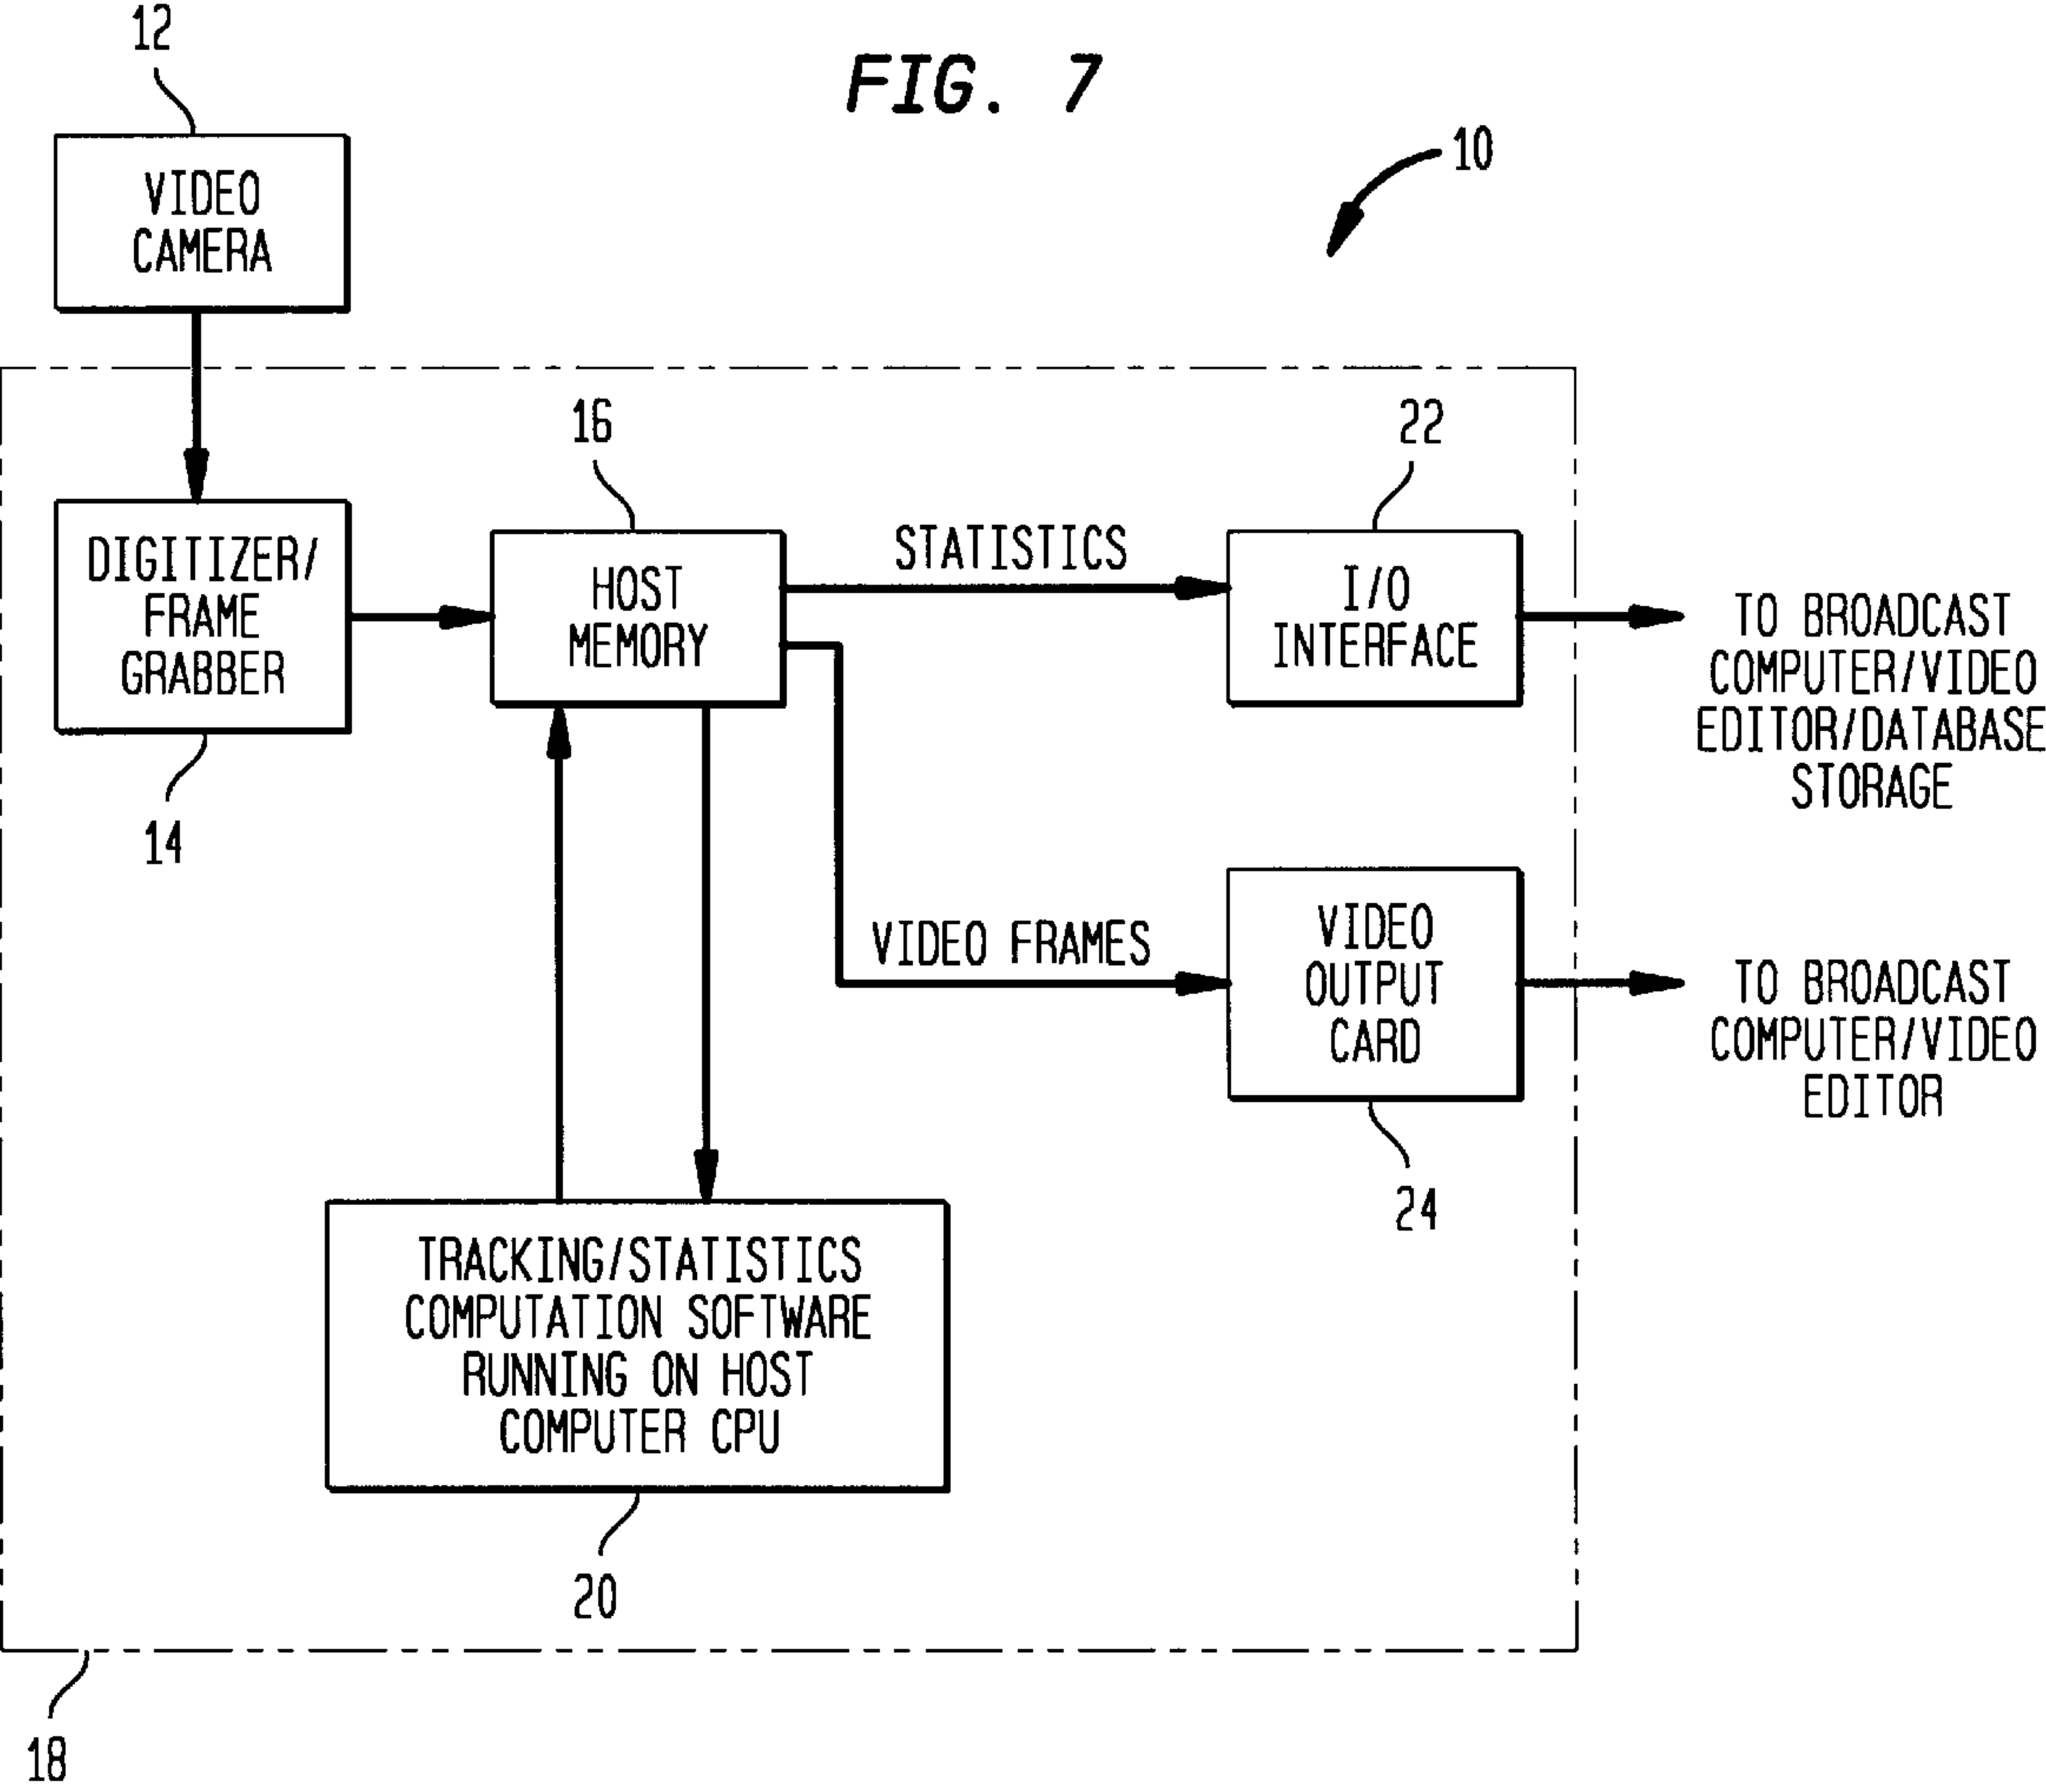 12
FIG. 7
10
VIDEO
CAMERA
16
22
DIGITIZER/
FRAME
GRABBER
14
HOST
MEMORY
STATISTICS
I/O
INTERFACE
TO BROADCAST
COMPUTER/VIDEO
EDITOR/DATABASE
STORAGE
VIDEO FRAMES
VIDEO
OUTPUT
CARD
24
TO BROADCAST
COMPUTER/VIDEO
EDITOR
TRACKING/STATISTICS
COMPUTATION SOFTWARE
RUNNING ON HOST
COMPUTER CPU
20
18